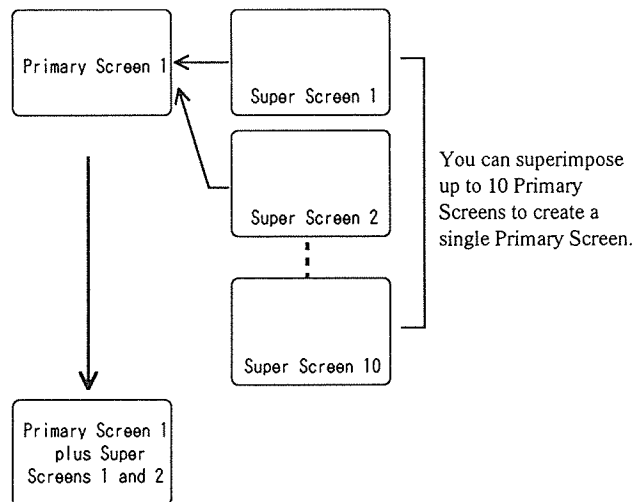 Primary Screen 1
Super Screen 1
Super Screen 2
Super Screen 10
You can superimpose
up to 10 Primary
Screens to create a
single Primary Screen.
Primary Screen 1
plus Super
Screens 1 and 2